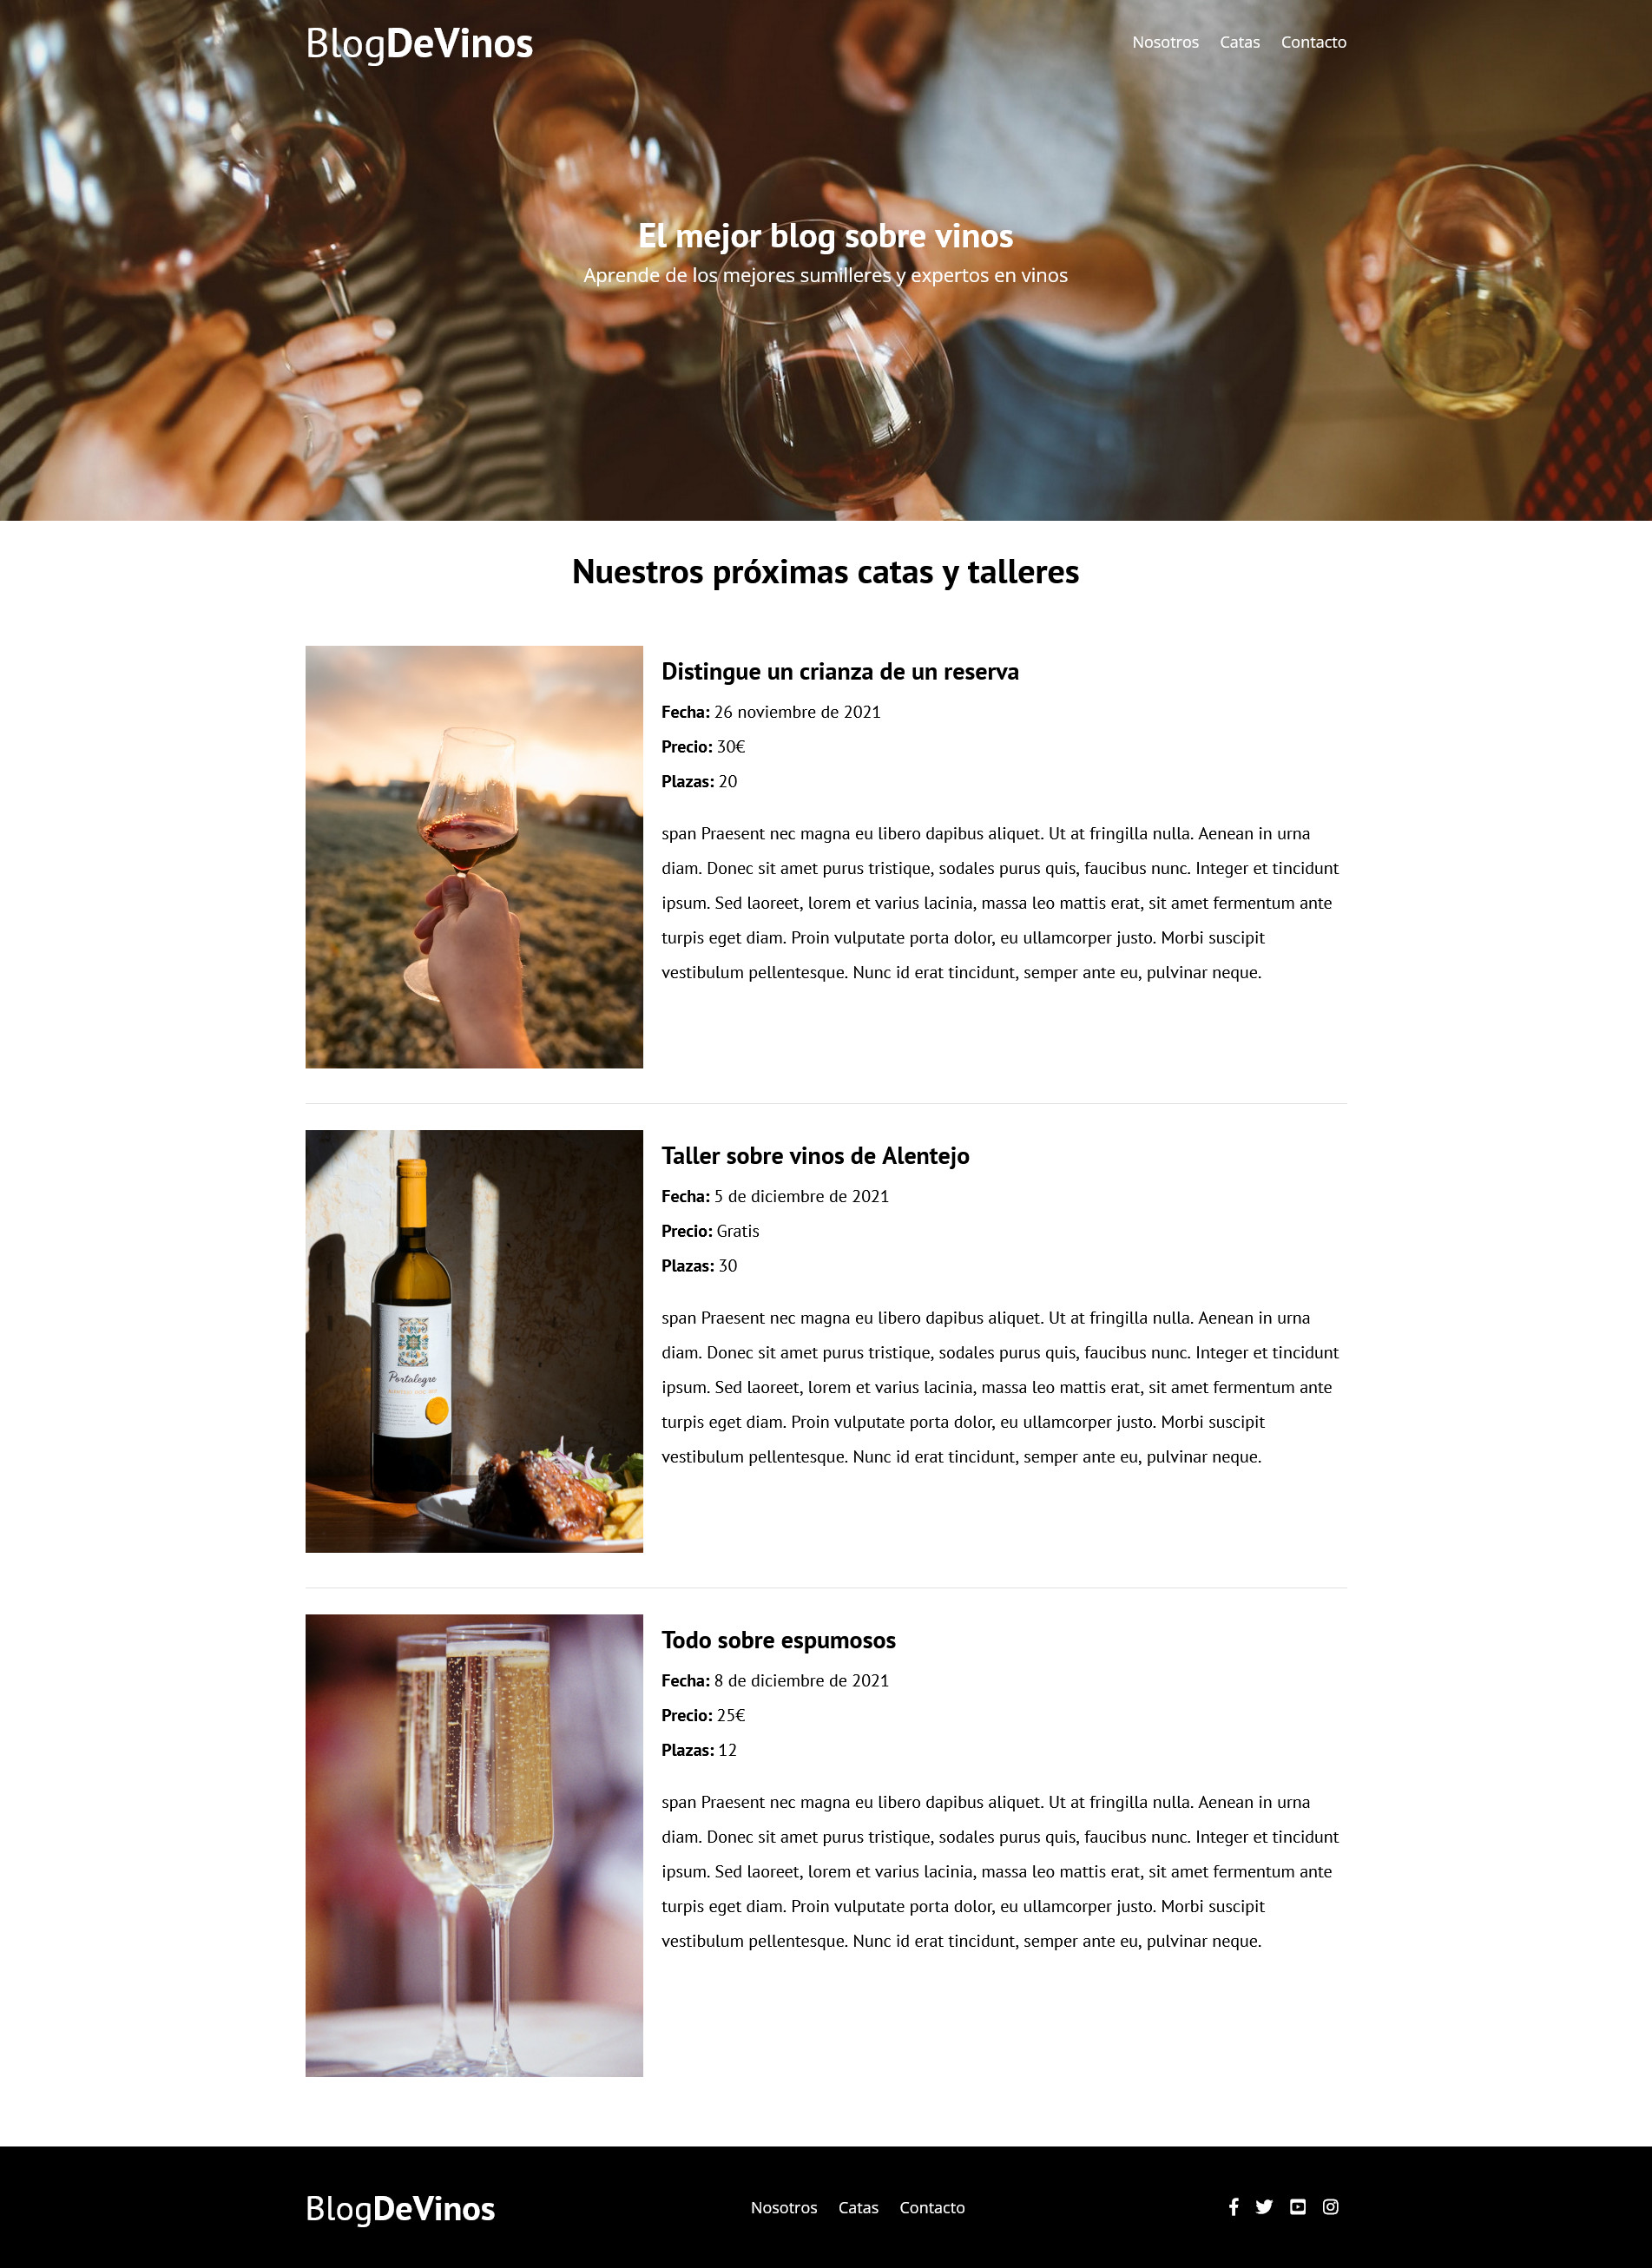 BlogDeVinos
Nosotros Catas Contacto
El mejor blog sobre vinos
Aprende de los mejores sumilleres y expertos en vinos
Nuestros próximas catas y talleres
Distingue un crianza de un reserva
Fecha: 26 noviembre de 2021
Precio: 30€
Plazas: 20
span Praesent nec magna eu libero dapibus aliquet. Ut at fringilla nulla. Aenean in urna
diam. Donec sit amet purus tristique, sodales purus quis, faucibus nunc. Integer et tincidunt
ipsum. Sed laoreet, lorem et varius lacinia, massa leo mattis erat, sit amet fermentum ante
turpis eget diam. Proin vulputate porta dolor, eu ullamcorper justo. Morbi suscipit
vestibulum pellentesque. Nunc id erat tincidunt, semper ante eu, pulvinar neque.
Portalegre
Taller sobre vinos de Alentejo
Fecha: 5 de diciembre de 2021
Precio: Gratis
Plazas: 30
span Praesent nec magna eu libero dapibus aliquet. Ut at fringilla nulla. Aenean in urna
diam. Donec sit amet purus tristique, sodales purus quis, faucibus nunc. Integer et tincidunt
ipsum. Sed laoreet, lorem et varius lacinia, massa leo mattis erat, sit amet fermentum ante
turpis eget diam. Proin vulputate porta dolor, eu ullamcorper justo. Morbi suscipit
vestibulum pellentesque. Nunc id erat tincidunt, semper ante eu, pulvinar neque.
Todo sobre espumosos
Fecha: 8 de diciembre de 2021
Precio: 25€
Plazas: 12
span Praesent nec magna eu libero dapibus aliquet. Ut at fringilla nulla. Aenean in urna
diam. Donec sit amet purus tristique, sodales purus quis, faucibus nunc. Integer et tincidunt
ipsum. Sed laoreet, lorem et varius lacinia, massa leo mattis erat, sit amet fermentum ante
turpis eget diam. Proin vulputate porta dolor, eu ullamcorper justo. Morbi suscipit
vestibulum pellentesque. Nunc id erat tincidunt, semper ante eu, pulvinar neque.
BlogDeVinos
Nosotros Catas Contacto